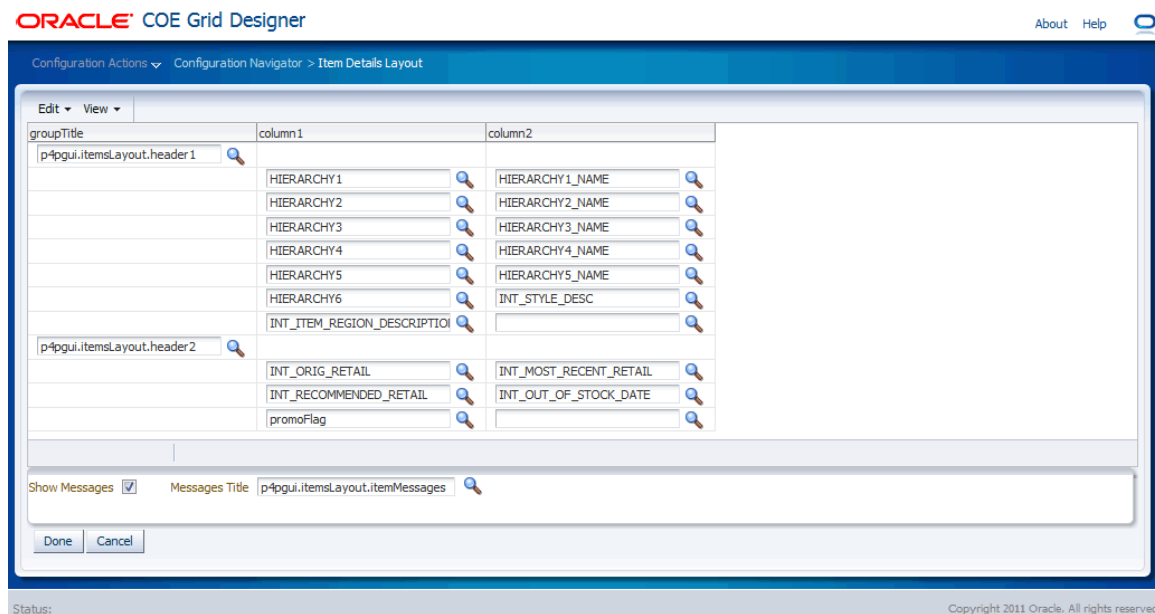 ORACLE COE Grid Designer
About Help
Configuration Actions Configuration Navigator > Item Details Layout
Edit View
groupTitle column1 column2
p4pgui.itemsLayout.header1
HIERARCHY1 HIERARCHY1_NAME
HIERARCHY2 HIERARCHY2_NAME
HIERARCHY3 HIERARCHY3_NAME
HIERARCHY4 HIERARCHY4_NAME
HIERARCHY5 HIERARCHY5_NAME
HIERARCHY6 INT_STYLE_DESC
INT_ITEM_REGION_DESCRIPTIO
p4pgui.itemsLayout.header2
INT_ORIG_RETAIL INT_MOST_RECENT_RETAIL
INT_RECOMMENDED_RETAIL INT_OUT_OF_STOCK_DATE
promoFlag
Show Messages Messages Title p4pgui.itemsLayout.itemMessages
Done Cancel
Status: Copyright 2011 Oracle. All rights reserved